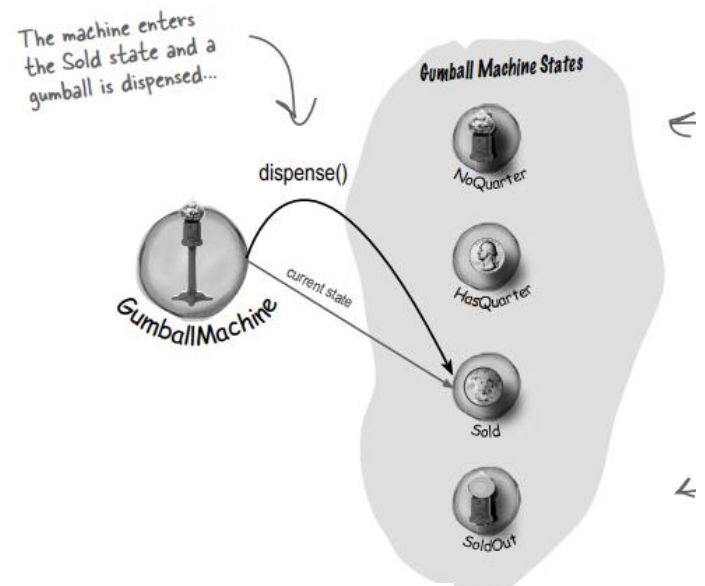 The machine enters
the Sold state and a
gumball is dispensed...
Gumball Machine States
NoQuarter
dispense()
HasQuarter
current state
GumballMachine
Sold
SoldOut